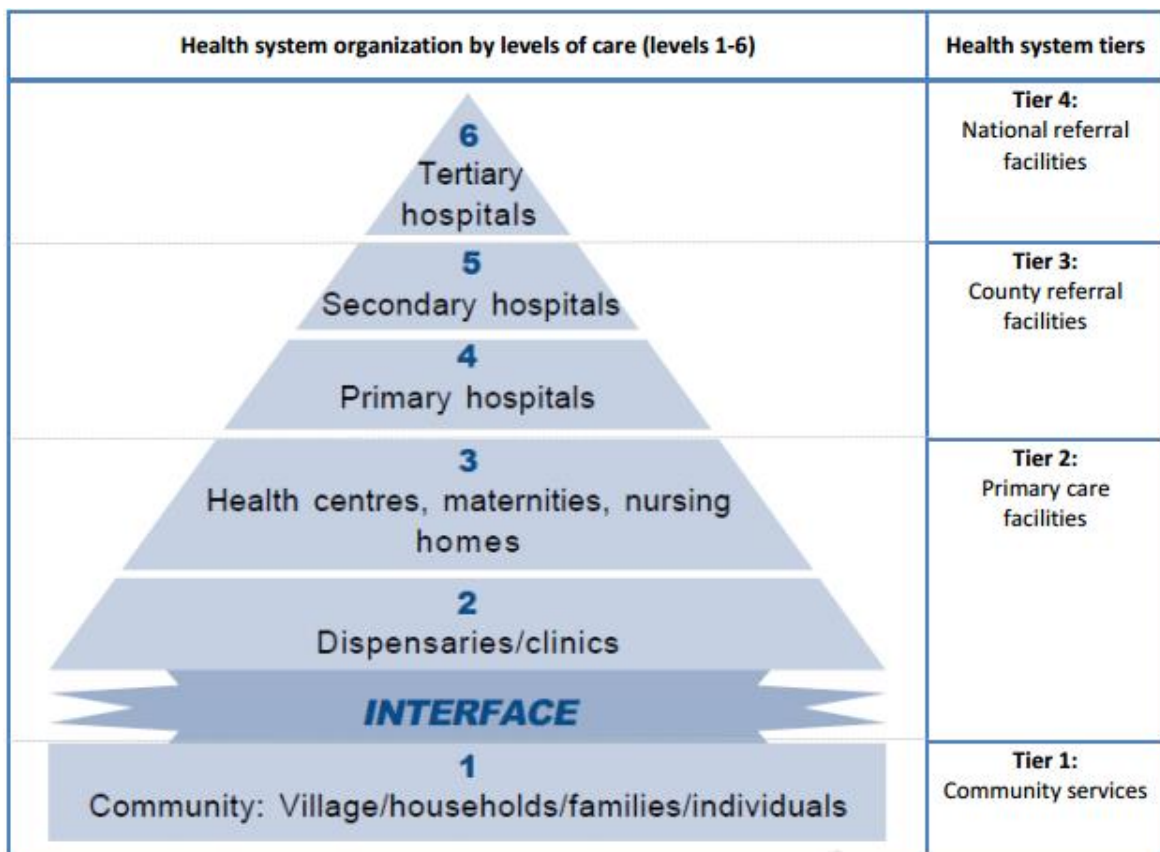 Health system organization by levels of care (levels 1-6)
Health system tiers
6
Tertiary
hospitals
Tier 4:
National referral
facilities
5
Secondary hospitals
4
Primary hospitals
Tier 3:
County referral
facilities
3
Health centres, maternities, nursing
homes
2
Dispensaries/clinics
INTERFACE
Tier 2:
Primary care
facilities
1
Community: Village/households/families/individuals
Tier 1:
Community services